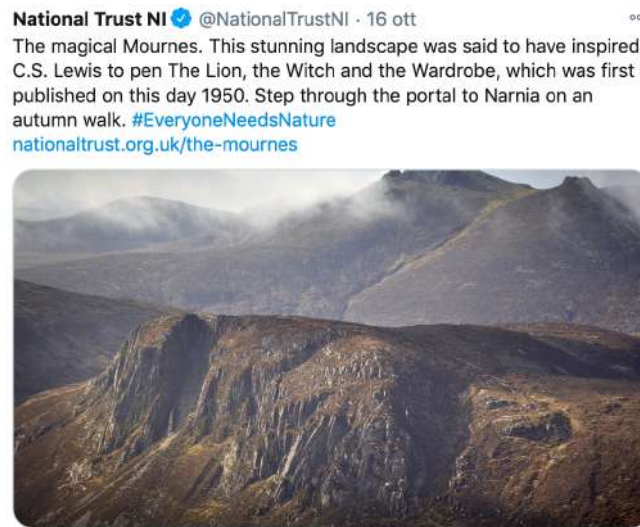 National Trust NI @NationalTrustNI · 16 ott
The magical Mournes. This stunning landscape was said to have inspired
C.S. Lewis to pen The Lion, the Witch and the Wardrobe, which was first
published on this day 1950. Step through the portal to Narnia on an
autumn walk. #EveryoneNeedsNature
nationaltrust.org.uk/the-mournes